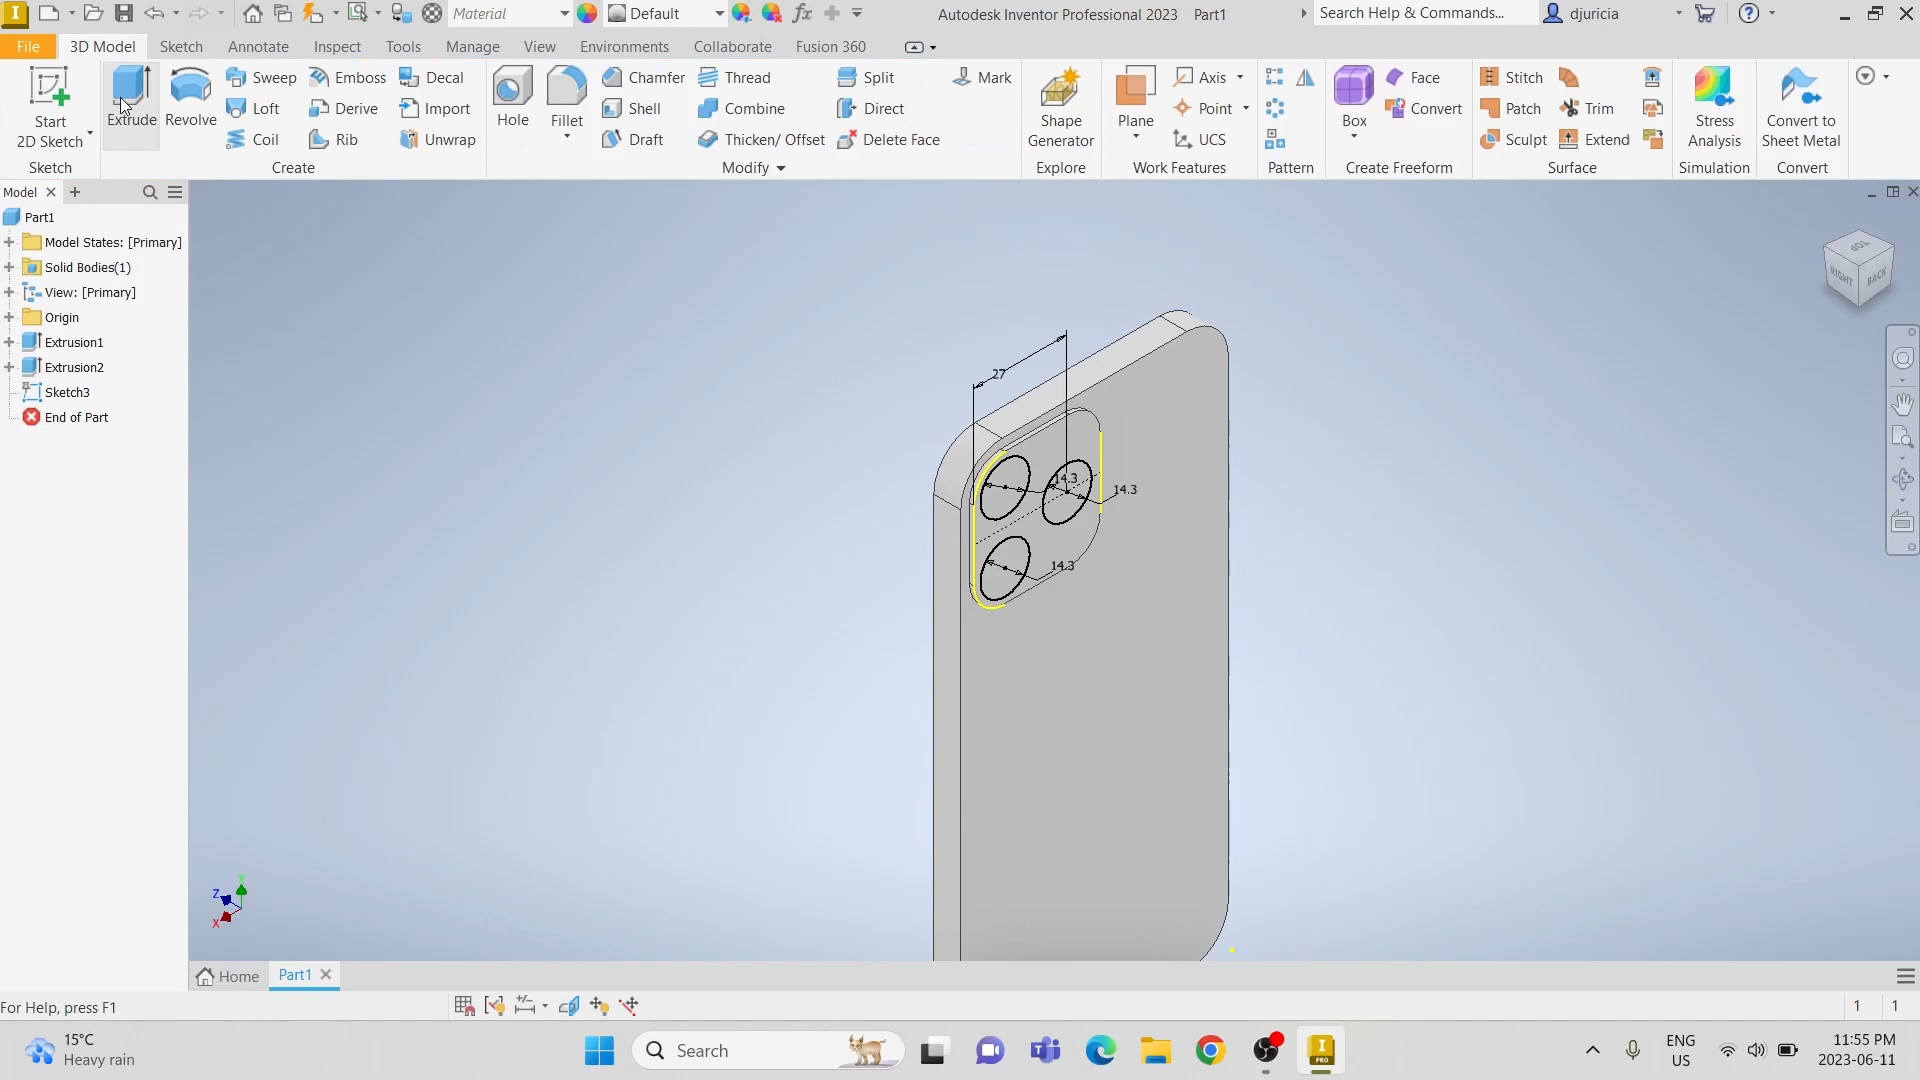 Material
Default
Autodesk Inventor Professional 2023 Part1
Search Help & Commands...
djuricia
File
3D Model
Sketch
Annotate
Inspect
Tools
Manage
View
Environments
Collaborate
Fusion 360
Start
2D Sketch
Sketch
Extrude
Revolve
Sweep
Loft
Coil
Emboss
Derive
Rib
Decal
Import
Unwrap
Create
Hole
Fillet
Chamfer
Shell
Draft
Thread
Combine
Thicken/ Offset
Split
Direct
Delete Face
Mark
Modify
Shape
Generator
Explore
Plane
Axis
Point
UCS
Work Features
Pattern
Box
Face
Convert
Create Freeform
Stitch
Patch
Sculpt
Trim
Extend
Surface
Stress
Analysis
Simulation
Convert to
Sheet Metal
Convert
Model
Part1
Model States: [Primary]
Solid Bodies(1)
View: [Primary]
Origin
Extrusion1
Extrusion2
Sketch3
End of Part
TOP
RIGHT
BACK
27
14.3
14.3
14.3
Y
Z
X
Home
Part1
For Help, press F1
1 1
15°C
Heavy rain
Search
PRO
ENG
US
11:55 PM
2023-06-11